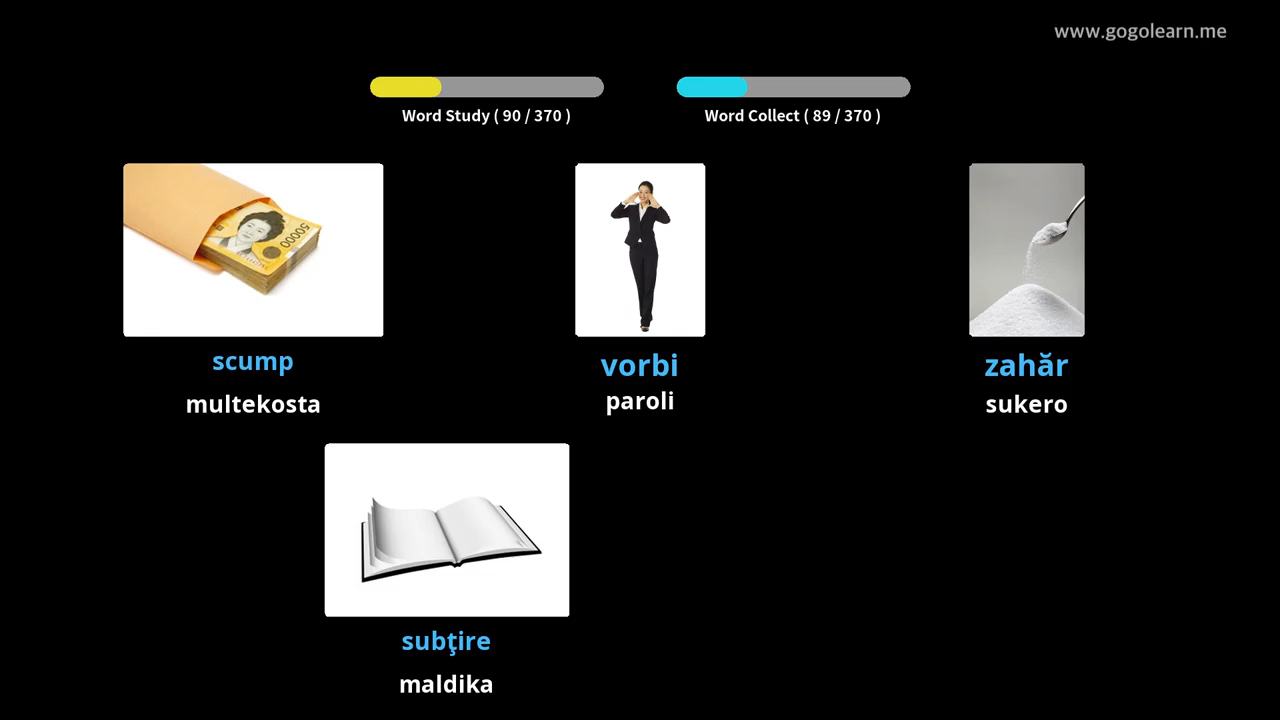 www.gogolearn.me
Word Study ( 90 / 370 )
Word Collect ( 89 / 370 )
50000
scump
multekosta
vorbi
paroli
zahăr
sukero
subţire
maldika